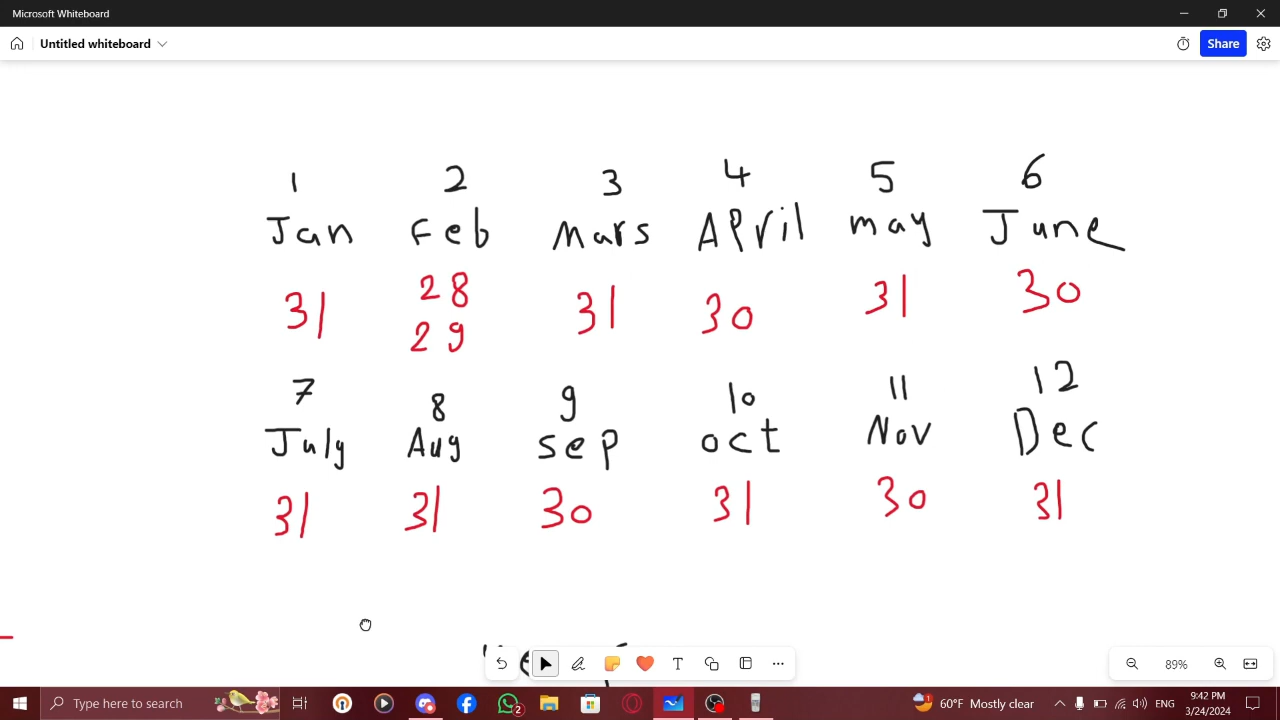 Microsoft Whiteboard
Untitled whiteboard
Share
1 2 3 4 5 6
Jan Feb Mars April may June
31 28 31 30 31 30
29
7 8 9 10 11 12
July Aug sep oct Nov Dec
31 31 30 31 30 31
89%
Type here to search
2
1
60°F Mostly clear
9:42 PM
3/24/2024